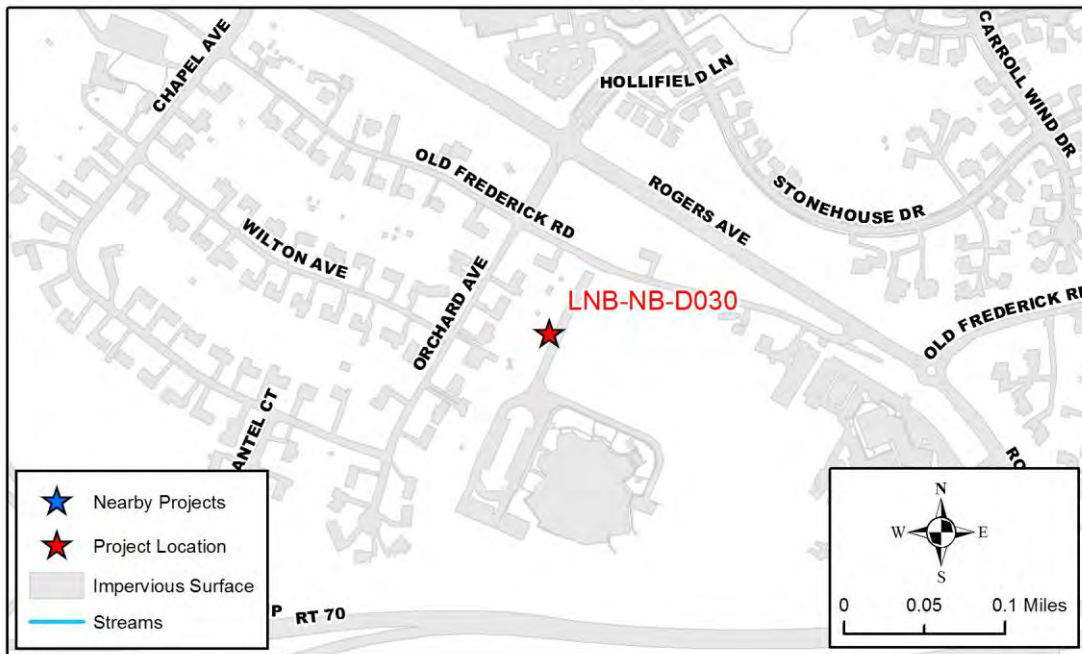 CHAPEL AVE
HOLLIFIELD LN
CARROLL WIND DR
OLD FREDERICK RD
ROGERS AVE
STONEHOUSE DR
WILTON AVE
ORCHARD AVE
LNB-NB-D030
OLD FREDERICK RD
ANTEL CT
RO
P RT 70
Nearby Projects
Project Location
Impervious Surface
Streams
N
W E
S
0 0.05 0.1 Miles